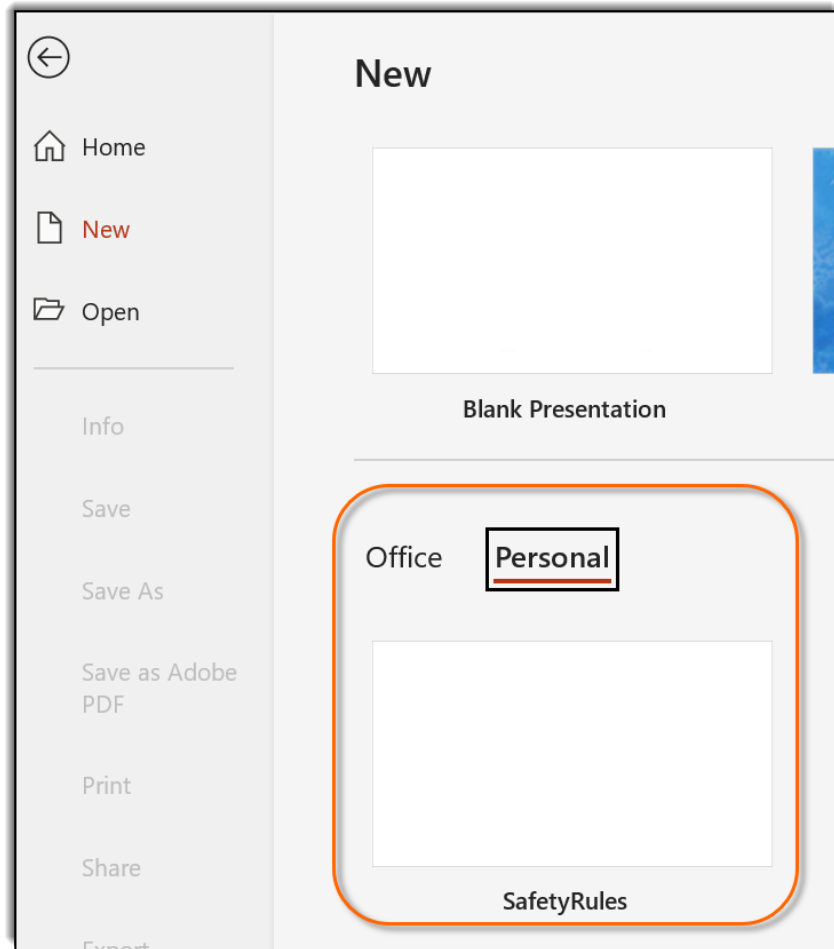 New
Home
New
Open
Blank Presentation
Info
Save
Office Personal
Save As
Save as Adobe
PDF
Print
Share
SafetyRules
Export